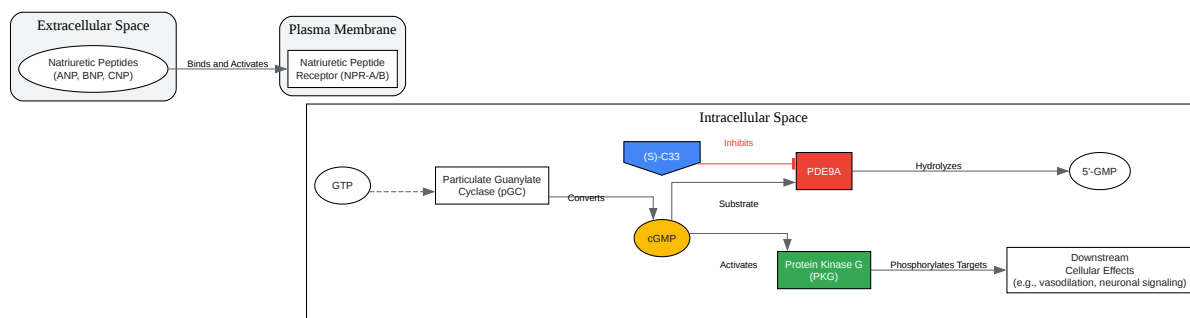 Extracellular Space
Natriuretic Peptides
(ANP, BNP, CNP)
Binds and Activates
Plasma Membrane
Natriuretic Peptide
Receptor (NPR-A/B)
Intracellular Space
GTP
Particulate Guanylate
Cyclase (pGC)
Converts
(S)-C33
Inhibits
PDE9A
Hydrolyzes
5'-GMP
Substrate
cGMP
Activates
Protein Kinase G
(PKG)
Phosphorylates Targets
Downstream
Cellular Effects
(e.g., vasodilation, neuronal signaling)